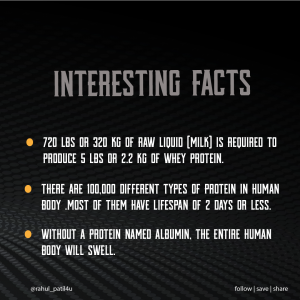 INTERESTING FACTS
720 LBS OR 320 KG OF RAW LIQUID (MILK) IS REQUIRED TO
PRODUCE 5 LBS OR 2.2 KG OF WHEY PROTEIN.
THERE ARE 100,000 DIFFERENT TYPES OF PROTEIN IN HUMAN
BODY .MOST OF THEM HAVE LIFESPAN OF 2 DAYS OR LESS.
WITHOUT A PROTEIN NAMED ALBUMIN, THE ENTIRE HUMAN
BODY WILL SWELL.
@rahul_patil4u
follow | save | share